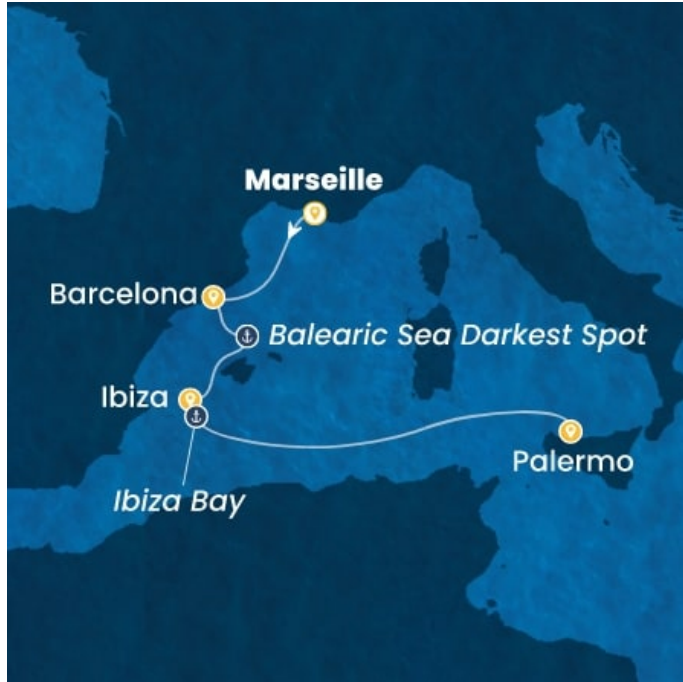 Marseille
Barcelona
Balearic Sea Darkest Spot
Ibiza
Palermo
Ibiza Bay